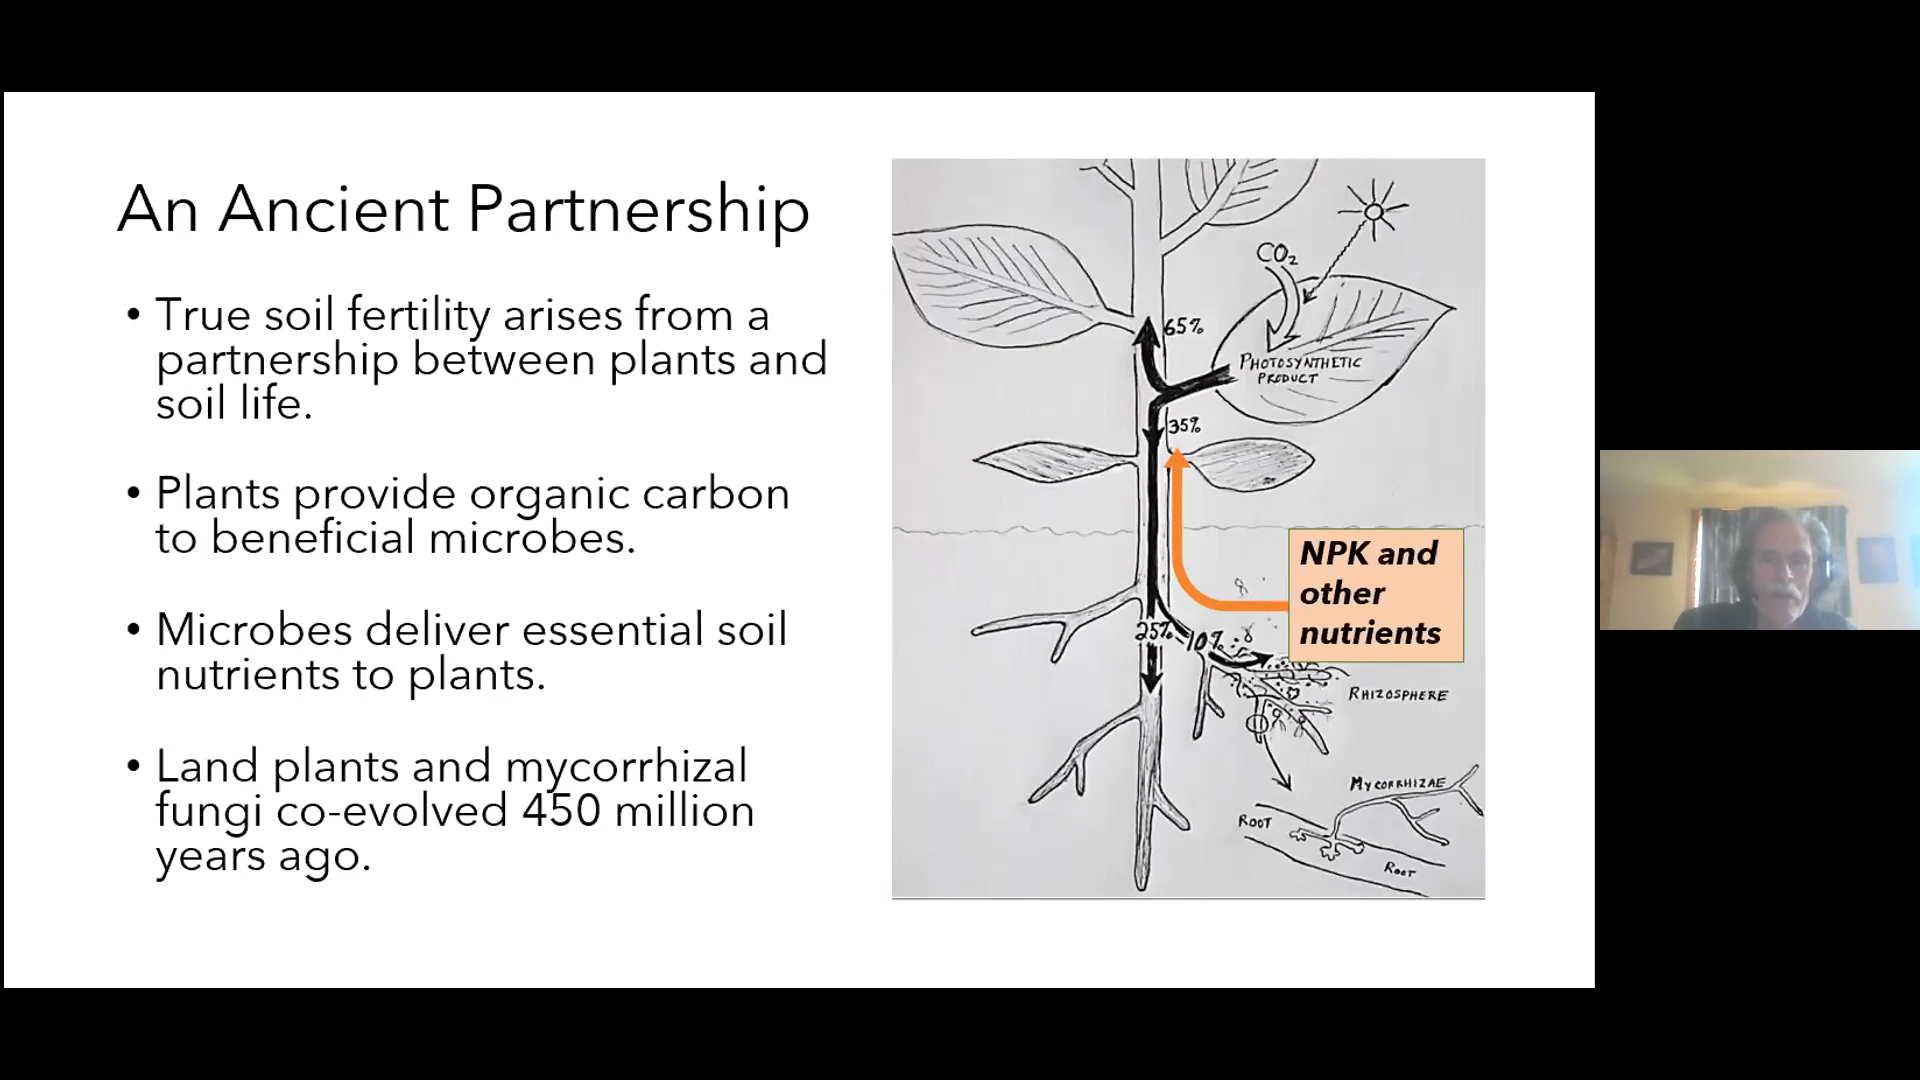 An Ancient Partnership
• True soil fertility arises from a
partnership between plants and
soil life.
• Plants provide organic carbon
to beneficial microbes.
• Microbes deliver essential soil
nutrients to plants.
• Land plants and mycorrhizal
fungi co-evolved 450 million
years ago.
CO₂
65%
PHOTOSYNTHETIC
PRODUCT
35%
NPK and
other
nutrients
25%
10%
RHIZOSPHERE
MYCORRHIZAE
ROOT
ROOT